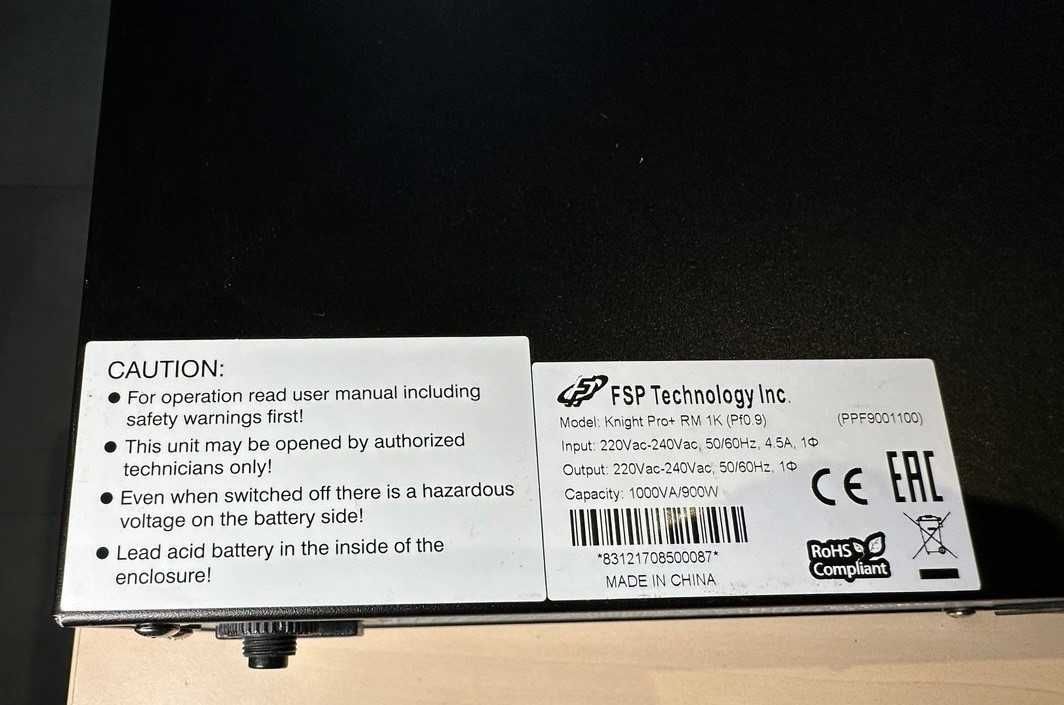 CAUTION:
● For operation read user manual including
safety warnings first!
● This unit may be opened by authorized
technicians only!
● Even when switched off there is a hazardous
voltage on the battery side!
● Lead acid battery in the inside of the
enclosure!
FSP Technology Inc.
Model: Knight Pro+ RM 1K (Pf0.9) (PPF9001100)
Input: 220Vac-240Vac, 50/60Hz, 4.5A, 1Φ
Output: 220Vac-240Vac, 50/60Hz, 1Φ
Capacity: 1000VA/900W
CE EAC
*83121708500087*
MADE IN CHINA
RoHS
Compliant